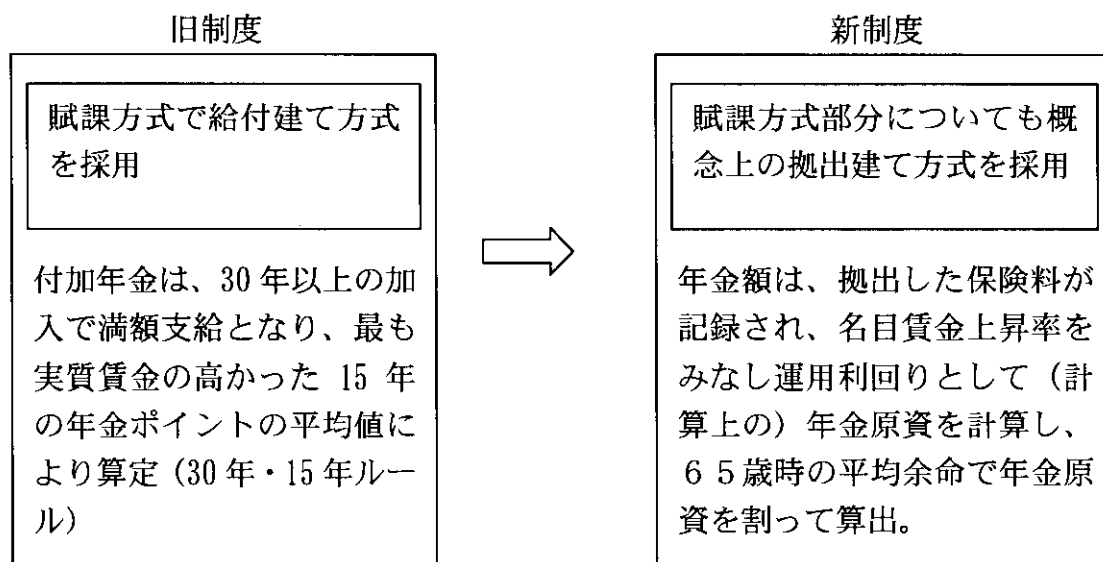 旧制度
賦課方式で給付建て方式
を採用
付加年金は、30年以上の加
入で満額支給となり、最も
実質賃金の高かった 15 年
の年金ポイントの平均値に
より算定（30年・15年ルー
ル）
新制度
賦課方式部分についても概
念上の拠出建て方式を採用
年金額は、拠出した保険料が
記録され、名目賃金上昇率を
みなし運用利回りとして（計
算上の）年金原資を計算し、
６５歳時の平均余命で年金原
資を割って算出。